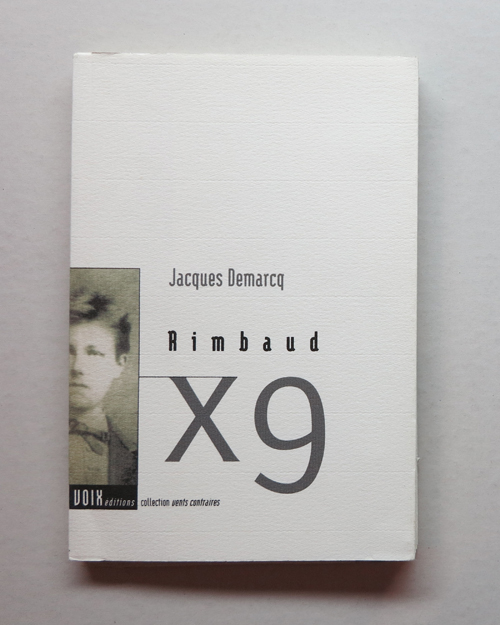 Jacques Demarcq
Rimbaud
x9
VOIX éditions collection vents contraires